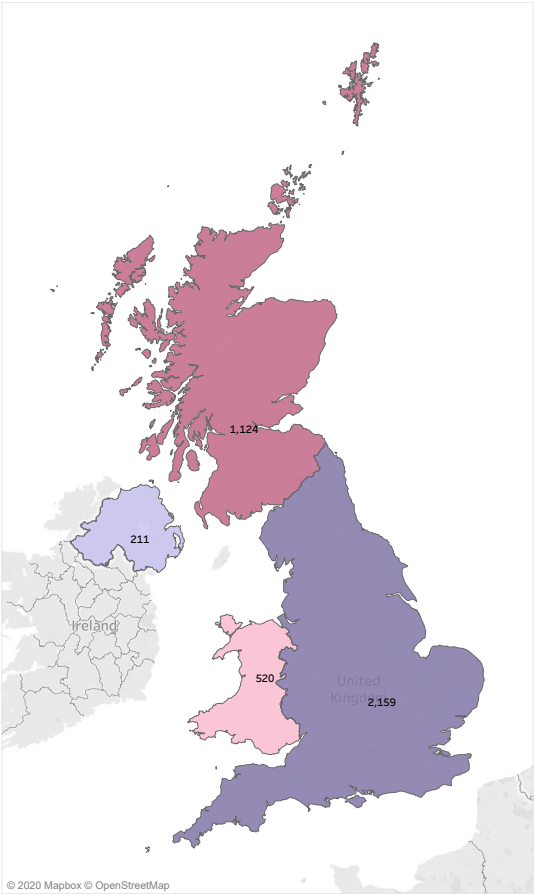 1,124
211
Ireland
520
United
Kingdom
2,159
© 2020 Mapbox © OpenStreetMap